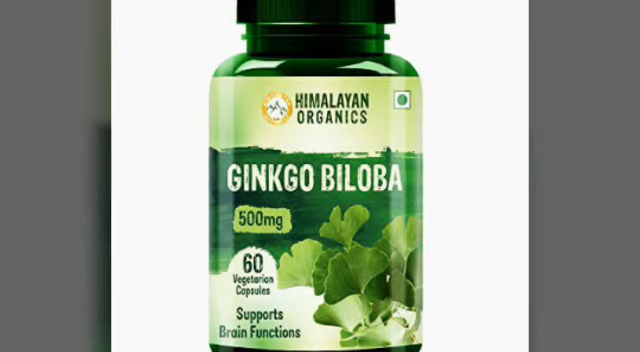 HIMALAYAN
ORGANICS
GINKGO BILOBA
500mg
60
Vegetarian
Capsules
Supports
Brain Functions